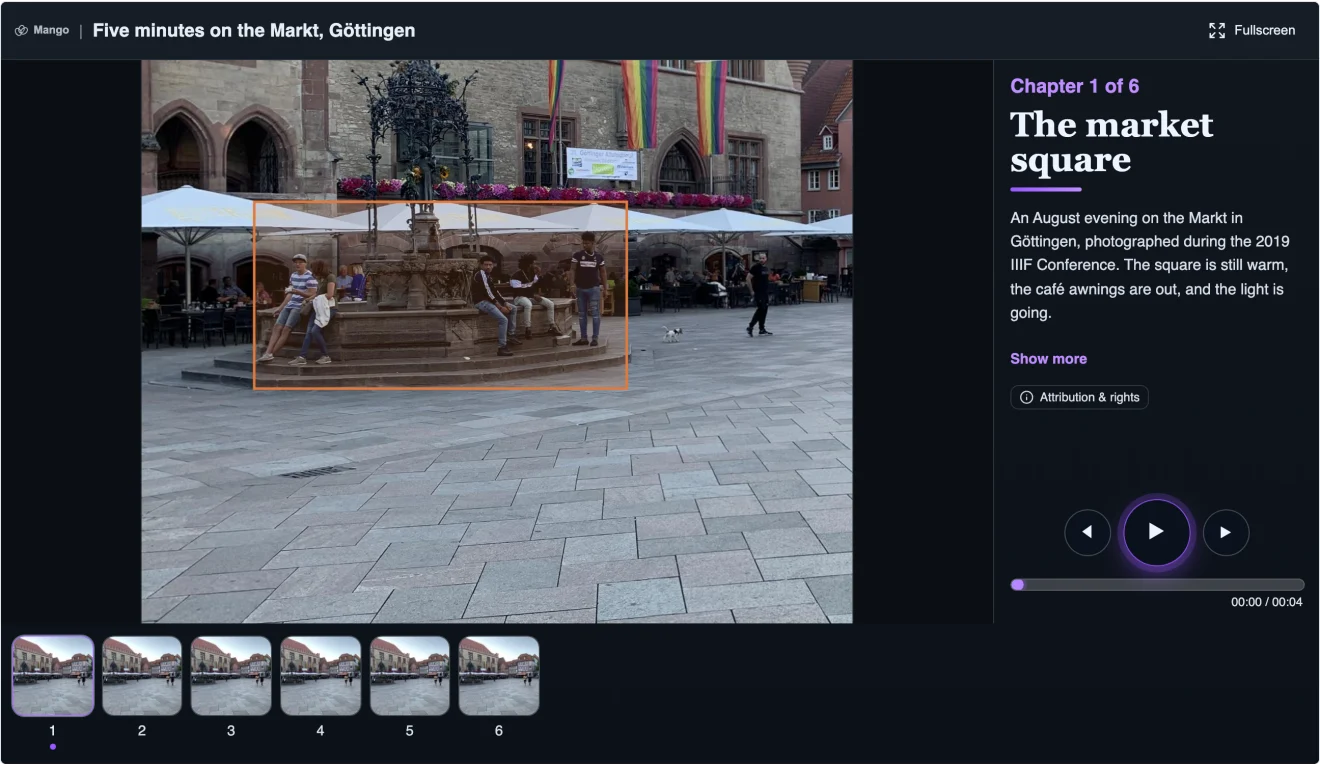 Mango | Five minutes on the Markt, Göttingen
Fullscreen
Chapter 1 of 6
The market
square
An August evening on the Markt in
Göttingen, photographed during the 2019
IIIF Conference. The square is still warm,
the café awnings are out, and the light is
going.
Show more
Attribution & rights
00:00 / 00:04
1 2 3 4 5 6